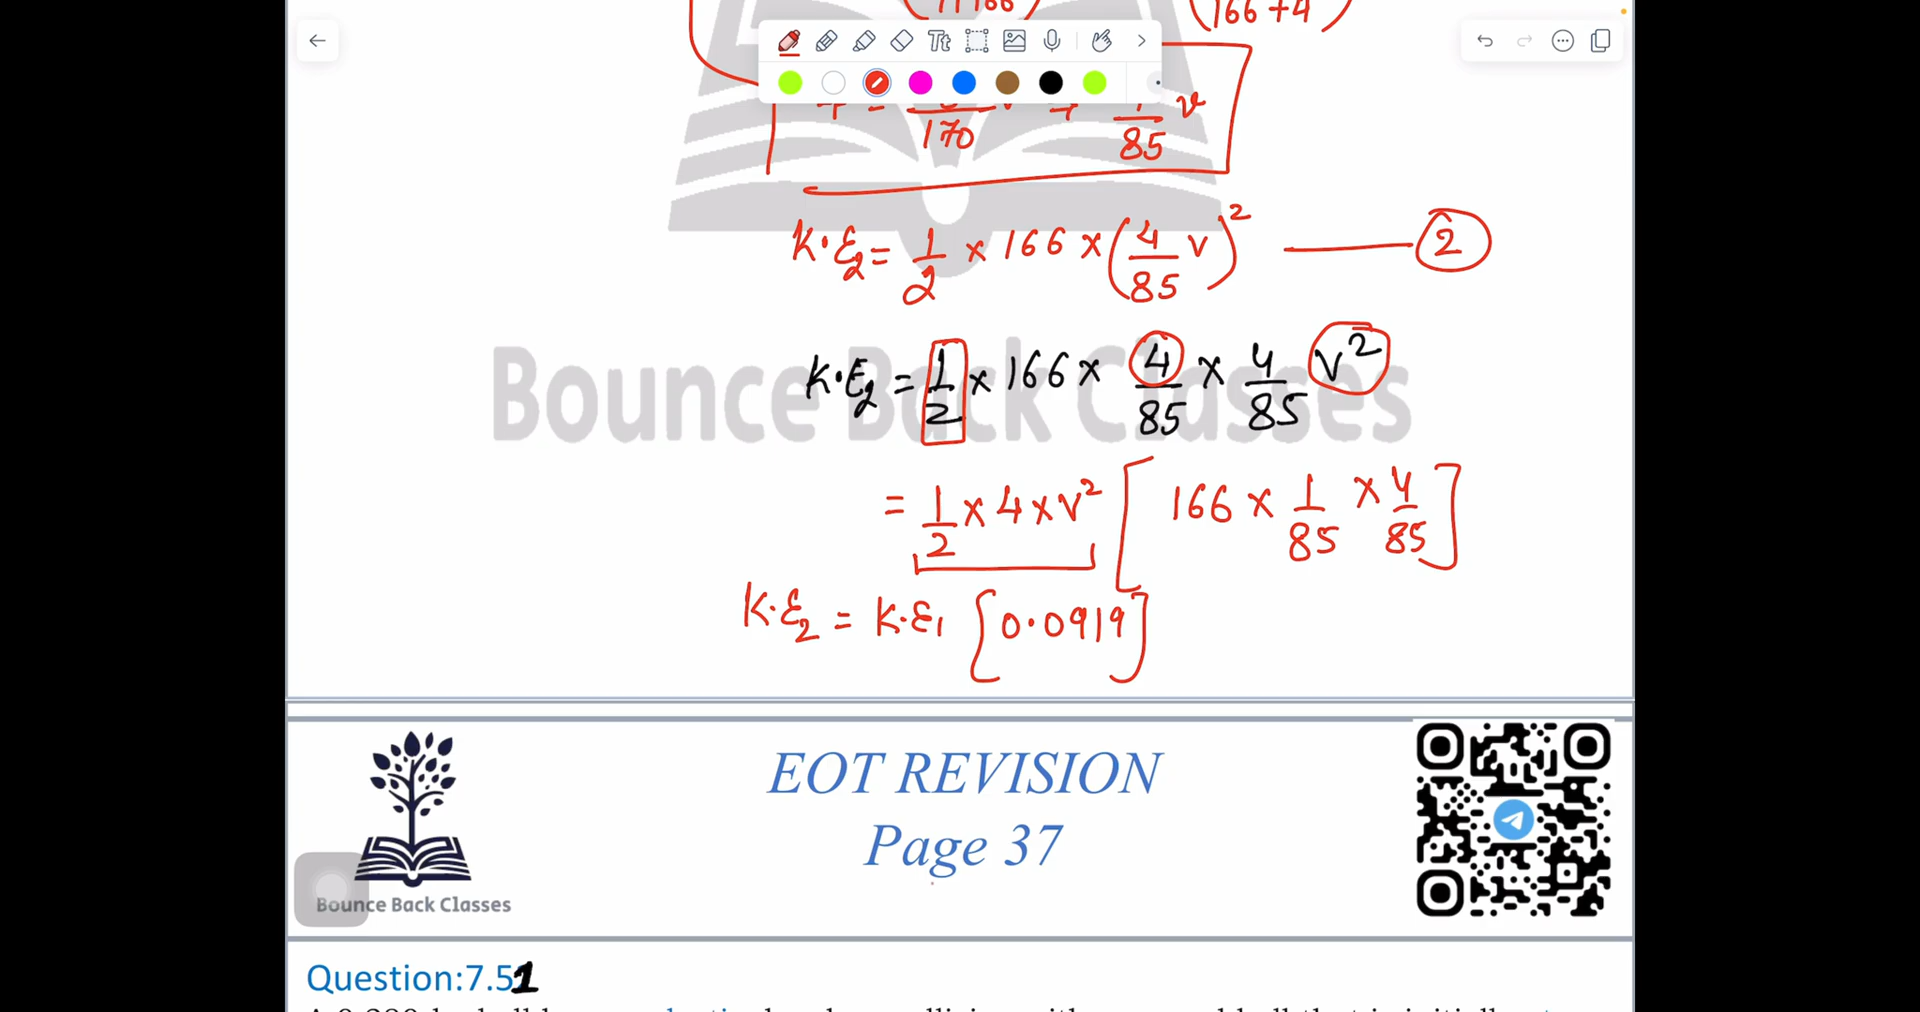 166 + 4
Tt
170
85 v
K·E2 = 1/2 × 166 × (4/85 v)^2 ——— 2
K·E2 = 1/2 × 166 × 4/85 × 4/85 v^2
Bounce Back Classes
= 1/2 × 4 × v^2 [166 × 1/85 × 4/85]
K·E2 = K·E1 [0.0919]
EOT REVISION
Page 37
Bounce Back Classes
Question:7.51